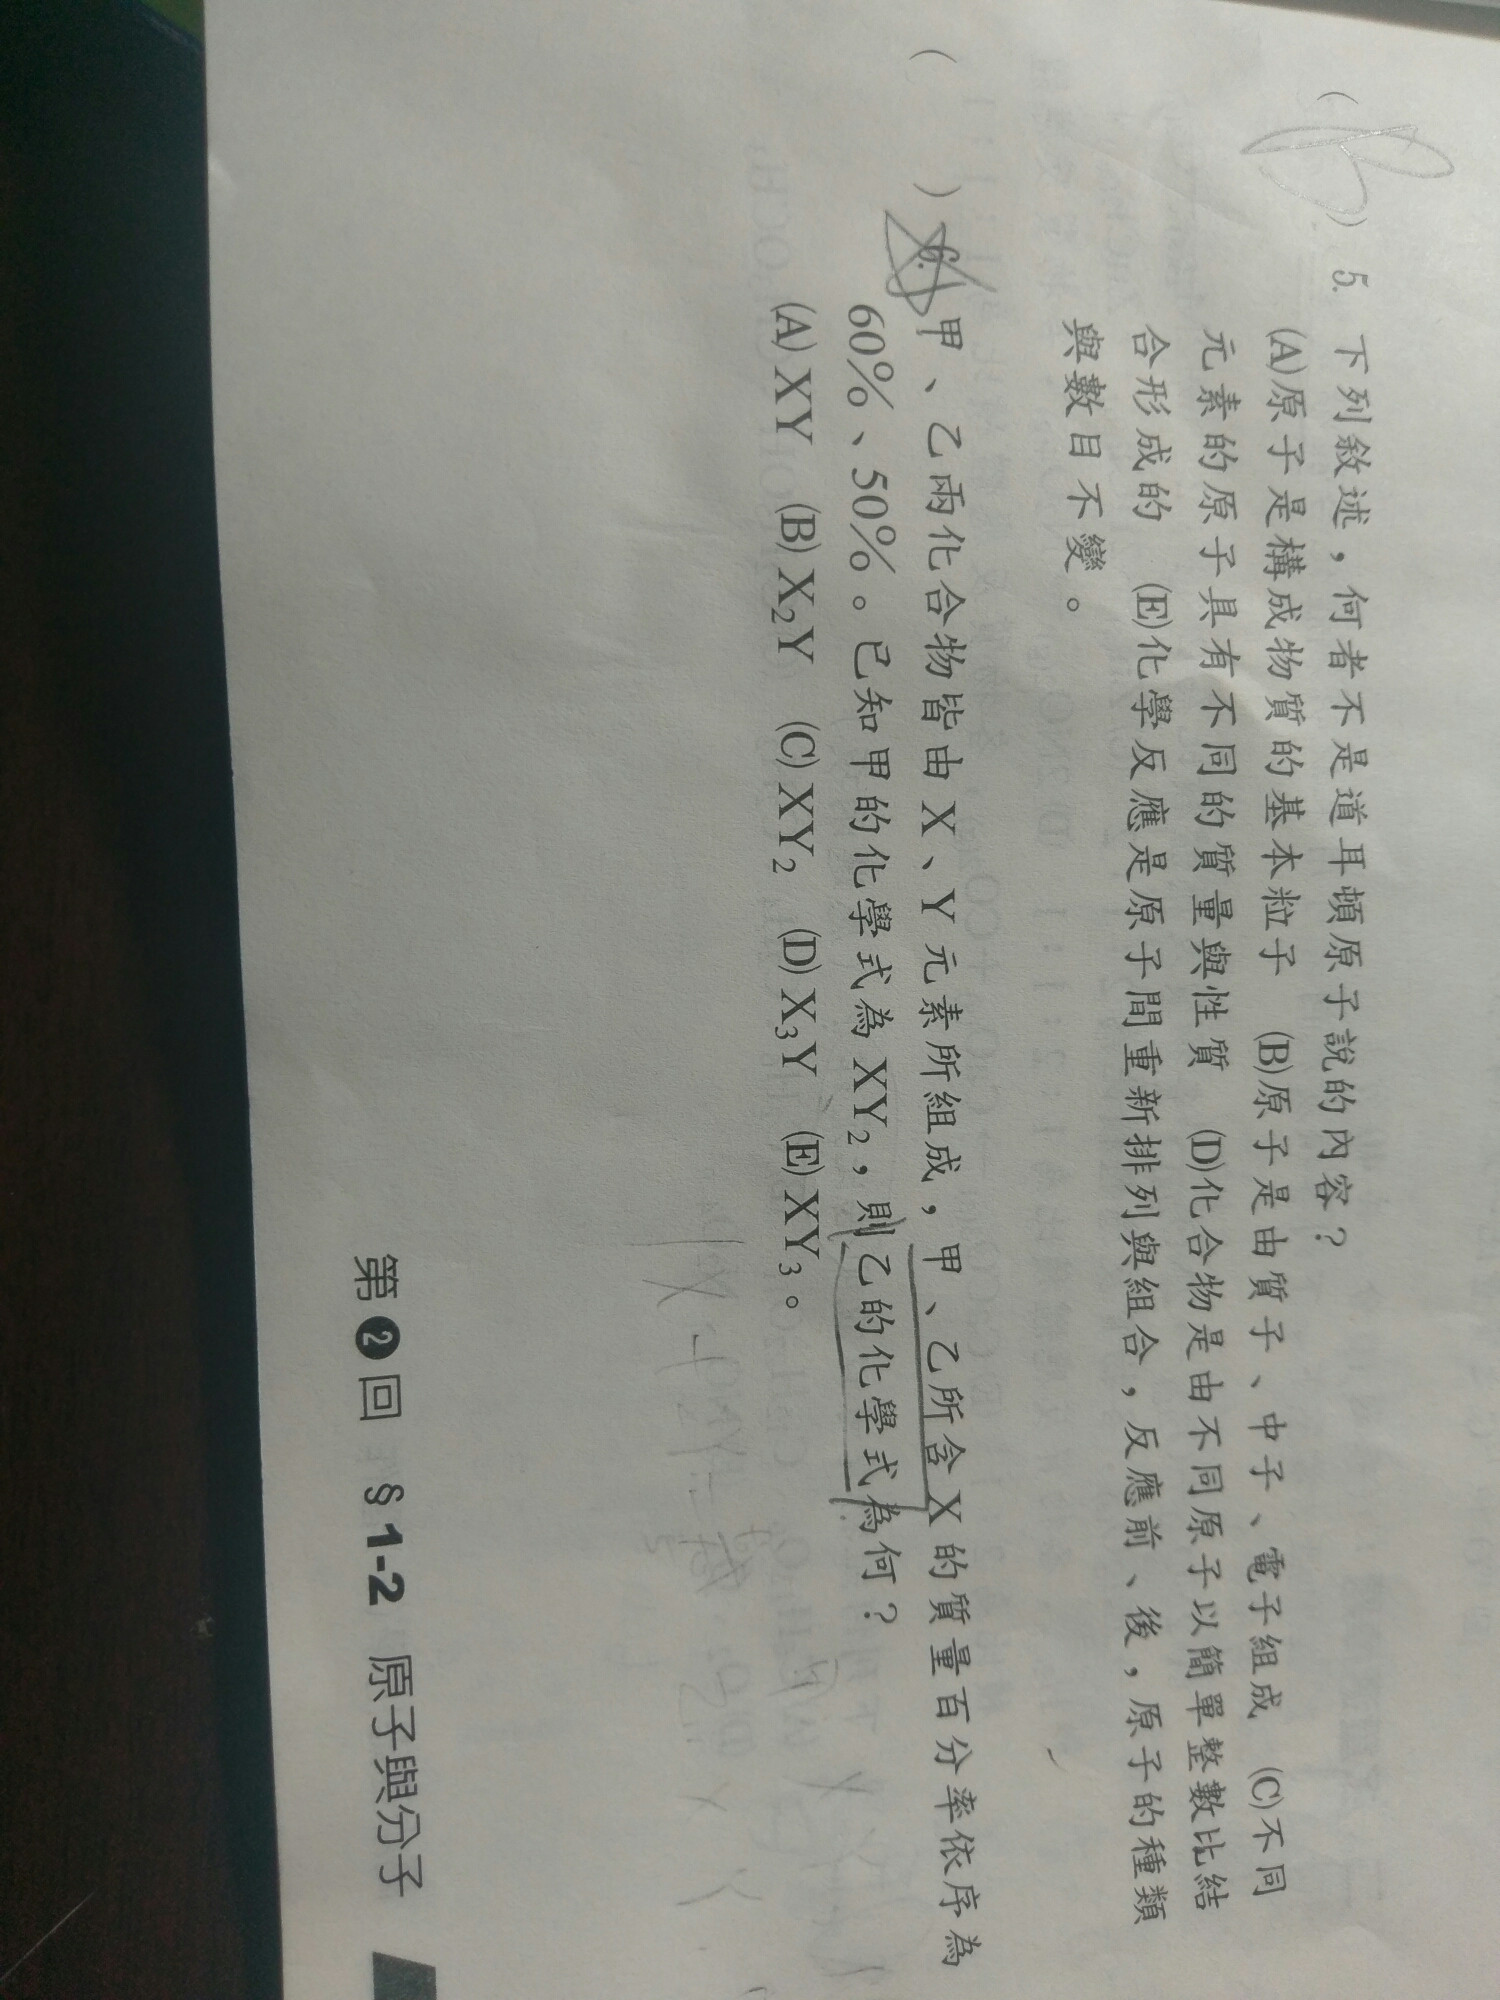 (B) 5. 下列敘述，何者不是道耳頓原子說的內容？
(A)原子是構成物質的基本粒子 (B)原子是由質子、中子、電子組成 (C)不同
元素的原子具有不同的質量與性質 (D)化合物是由不同原子以簡單整數比結
合形成的 (E)化學反應是原子間重新排列與組合，反應前、後，原子的種類
與數目不變。
( ) 6. 甲、乙兩化合物皆由 X、Y 元素所組成，甲、乙所含 X 的質量百分率依序為
60%、50%。已知甲的化學式為 XY₂，則乙的化學式為何？
(A) XY (B) X₂Y (C) XY₂ (D) X₃Y (E) XY₃。
第2回 §1-2 原子與分子